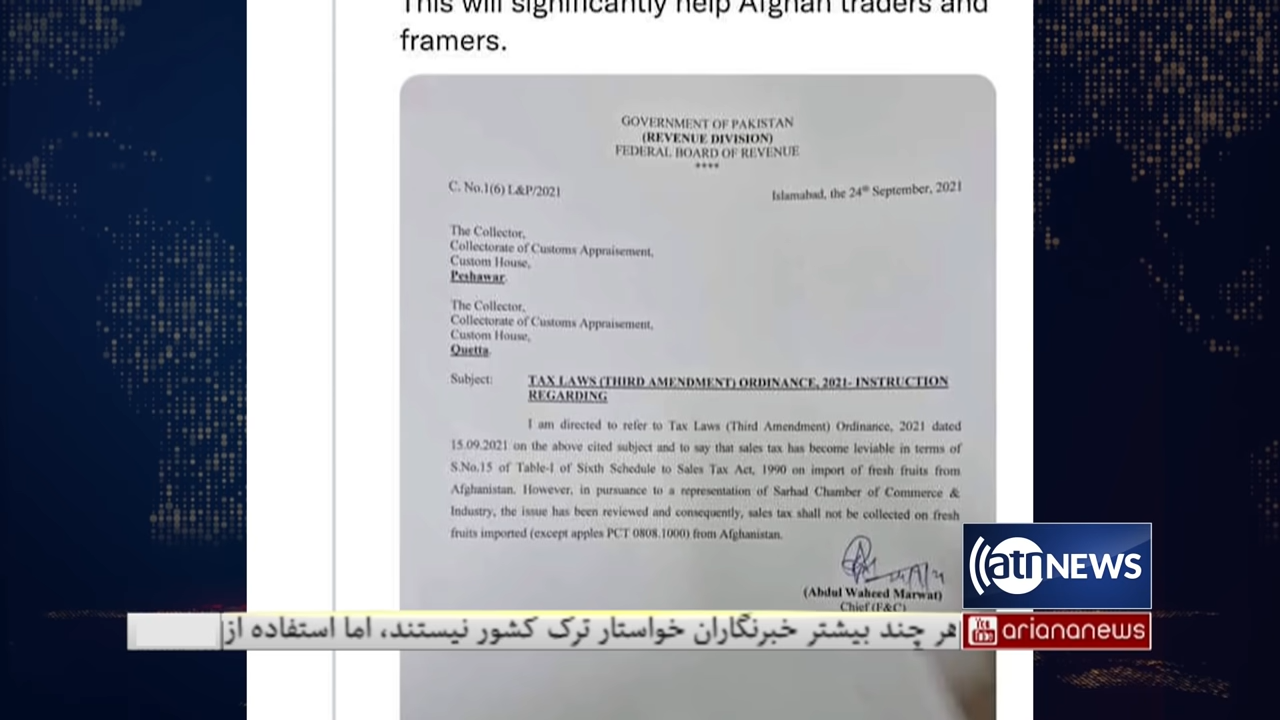 This will significantly help Afghan traders and
framers.
GOVERNMENT OF PAKISTAN
(REVENUE DIVISION)
FEDERAL BOARD OF REVENUE
****
C. No.1(6) L&P/2021
Islamabad, the 24th September, 2021
The Collector,
Collectorate of Customs Appraisement,
Custom House,
Peshawar.
The Collector,
Collectorate of Customs Appraisement,
Custom House,
Quetta.
Subject: TAX LAWS (THIRD AMENDMENT) ORDINANCE, 2021- INSTRUCTION
REGARDING
I am directed to refer to Tax Laws (Third Amendment) Ordinance, 2021 dated
15.09.2021 on the above cited subject and to say that sales tax has become leviable in terms of
S.No.15 of Table-I of Sixth Schedule to Sales Tax Act, 1990 on import of fresh fruits from
Afghanistan. However, in pursuance to a representation of Sarhad Chamber of Commerce &
Industry, the issue has been reviewed and consequently, sales tax shall not be collected on fresh
fruits imported (except apples PCT 0808.1000) from Afghanistan.
(Abdul Waheed Marwat)
Chief (F&C)
atn NEWS
هر چند بیشتر خبرنگاران خواستار ترک کشور نیستند، اما استفاده از
You Tube ariananews